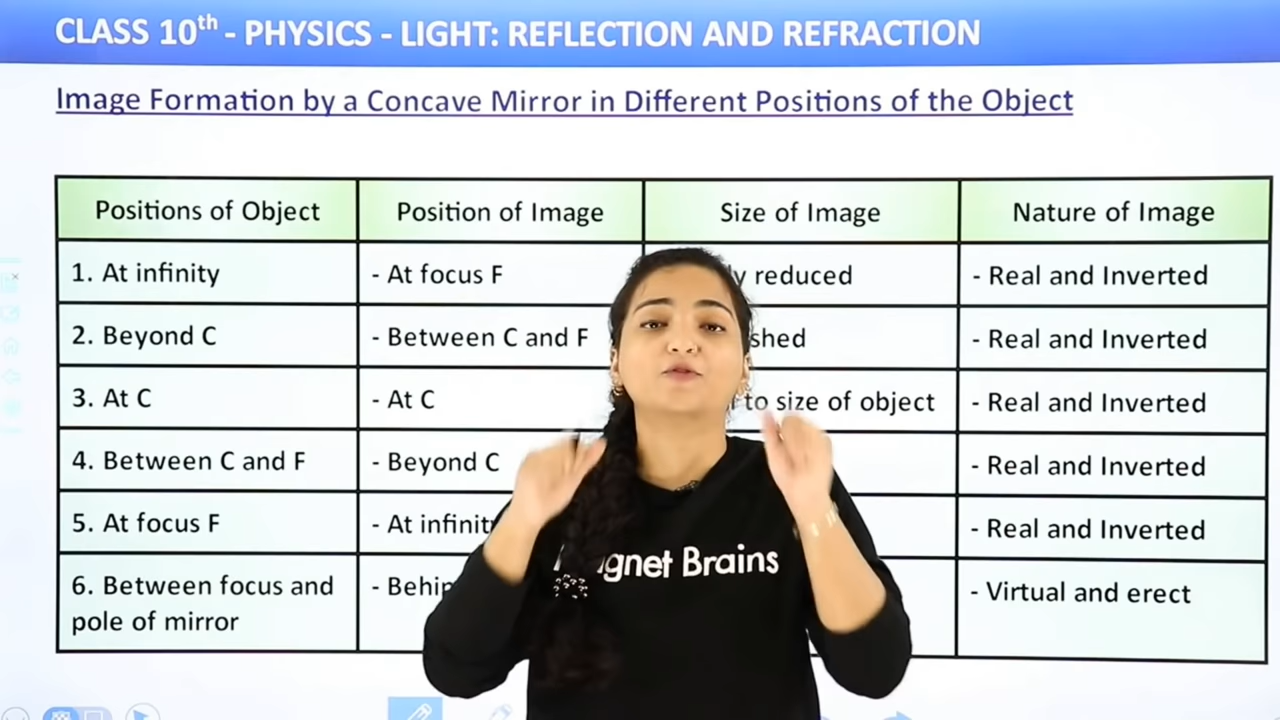 CLASS 10th - PHYSICS - LIGHT: REFLECTION AND REFRACTION
Image Formation by a Concave Mirror in Different Positions of the Object
Positions of Object Position of Image Size of Image Nature of Image
1. At infinity - At focus F reduced - Real and Inverted
2. Beyond C - Between C and F - Real and Inverted
3. At C - At C to size of object - Real and Inverted
4. Between C and F - Beyond C - Real and Inverted
5. At focus F - At - Real and Inverted
6. Between focus and pole of mirror - Virtual and erect
Brains